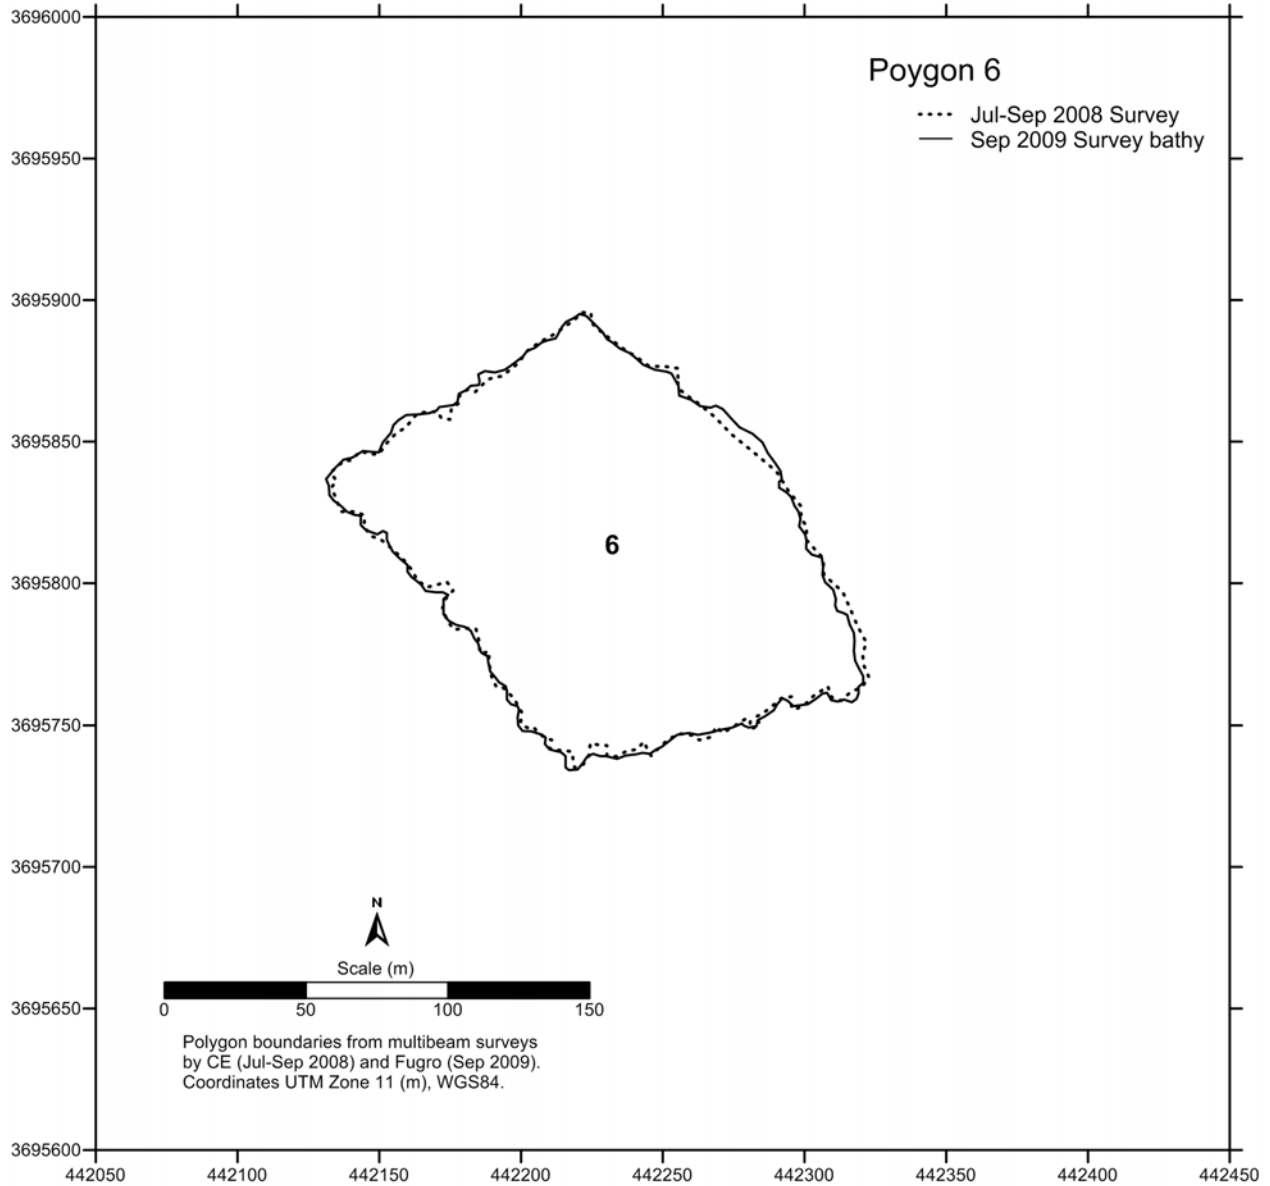 3696000
Poygon 6
Jul-Sep 2008 Survey
Sep 2009 Survey bathy
3695950
3695900
3695850
6
3695800
3695750
3695700
N
Scale (m)
0 50 100 150
3695650
Polygon boundaries from multibeam surveys
by CE (Jul-Sep 2008) and Fugro (Sep 2009).
Coordinates UTM Zone 11 (m), WGS84.
3695600
442050 442100 442150 442200 442250 442300 442350 442400 442450